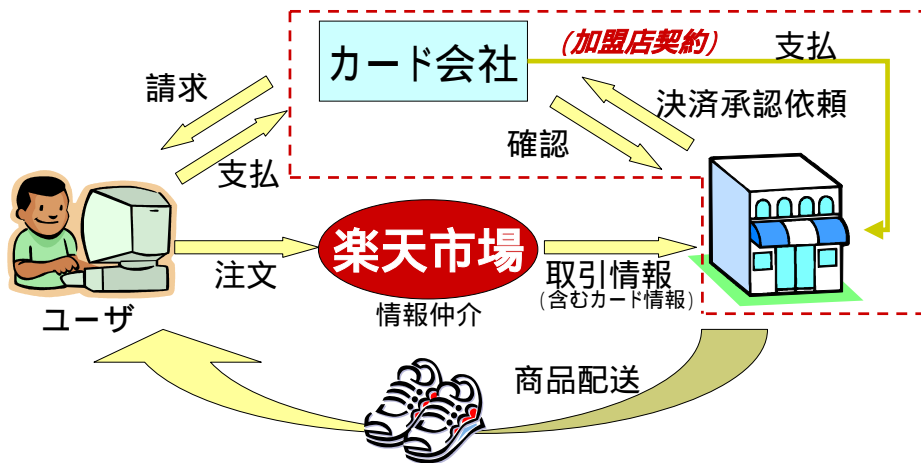 (加盟店契約)
支払
カード会社
請求
決済承認依頼
確認
支払
楽天市場
注文
取引情報
(含むカード情報)
情報仲介
ユーザ
商品配送